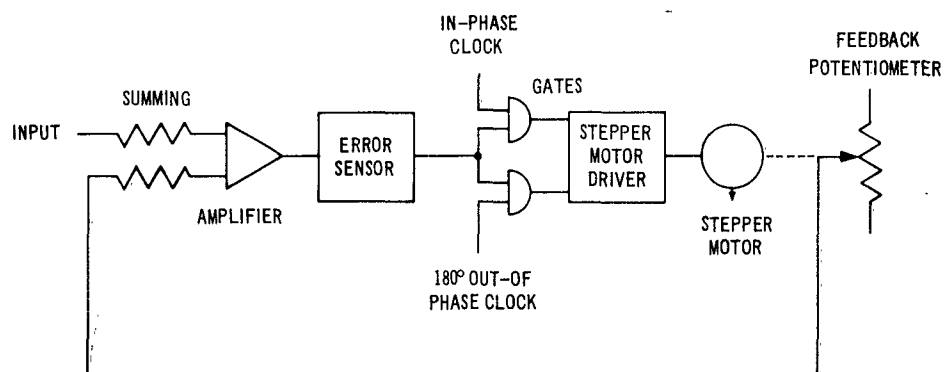 IN-PHASE
CLOCK
FEEDBACK
POTENTIOMETER
GATES
SUMMING
INPUT
ERROR
SENSOR
STEPPER
MOTOR
DRIVER
AMPLIFIER
STEPPER
MOTOR
180° OUT-OF
PHASE CLOCK